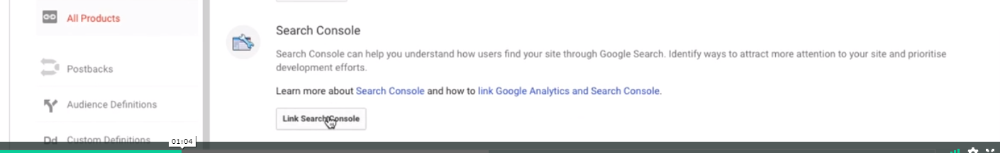 All Products
Search Console
Search Console can help you understand how users find your site through Google Search. Identify ways to attract more attention to your site and prioritise
development efforts.
Postbacks
Learn more about Search Console and how to link Google Analytics and Search Console.
Audience Definitions
Link Search Console
Dd Custom Definitions
01:04